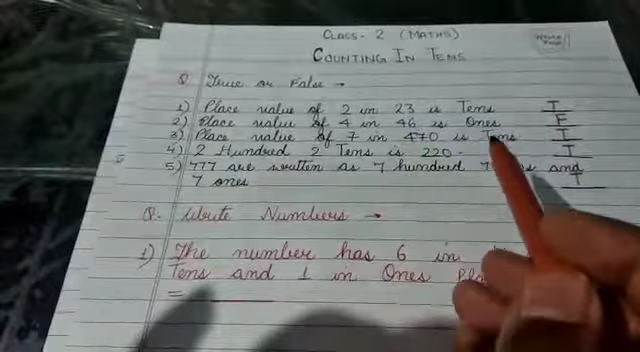 CLASS - 2 (MATHS)
COUNTING IN TENS
Q. True or False →
1) Place value of 2 in 23 is Tens T
2) Place value of 4 in 46 is Ones F
3) Place value of 7 in 470 is Tens T
4) 2 Hundred 2 Tens is 220. T
5) 777 are written as 7 hundred 7 and
7 ones T
Q. Write Numbers →
1) The number has 6 in
Tens and 1 in Ones
= ____